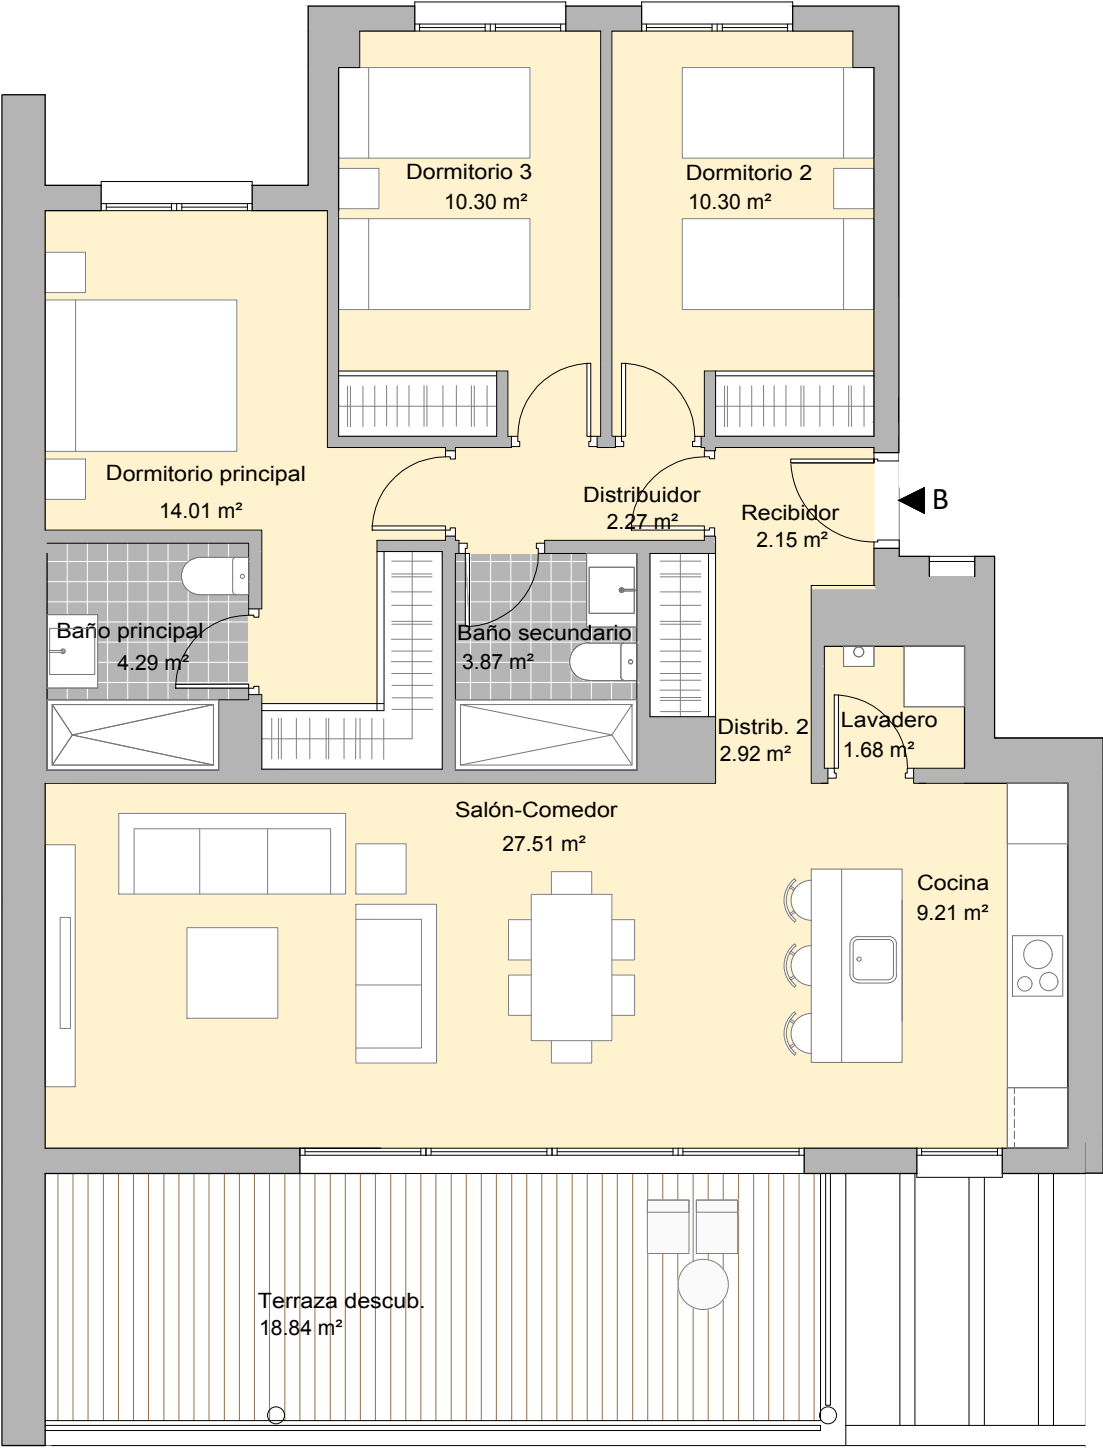 Dormitorio 3
10.30 m²
Dormitorio 2
10.30 m²
Dormitorio principal
14.01 m²
Distribuidor
2.27 m²
Recibidor
2.15 m²
B
Baño principal
4.29 m²
Baño secundario
3.87 m²
Distrib. 2
2.92 m²
Lavadero
1.68 m²
Salón-Comedor
27.51 m²
Cocina
9.21 m²
Terraza descub.
18.84 m²